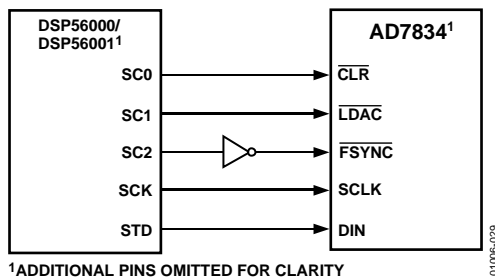 DSP56000/
DSP56001¹
AD7834¹
SC0
CLR
SC1
LDAC
SC2
FSYNC
SCK
SCLK
STD
DIN
¹ADDITIONAL PINS OMITTED FOR CLARITY
01006-029